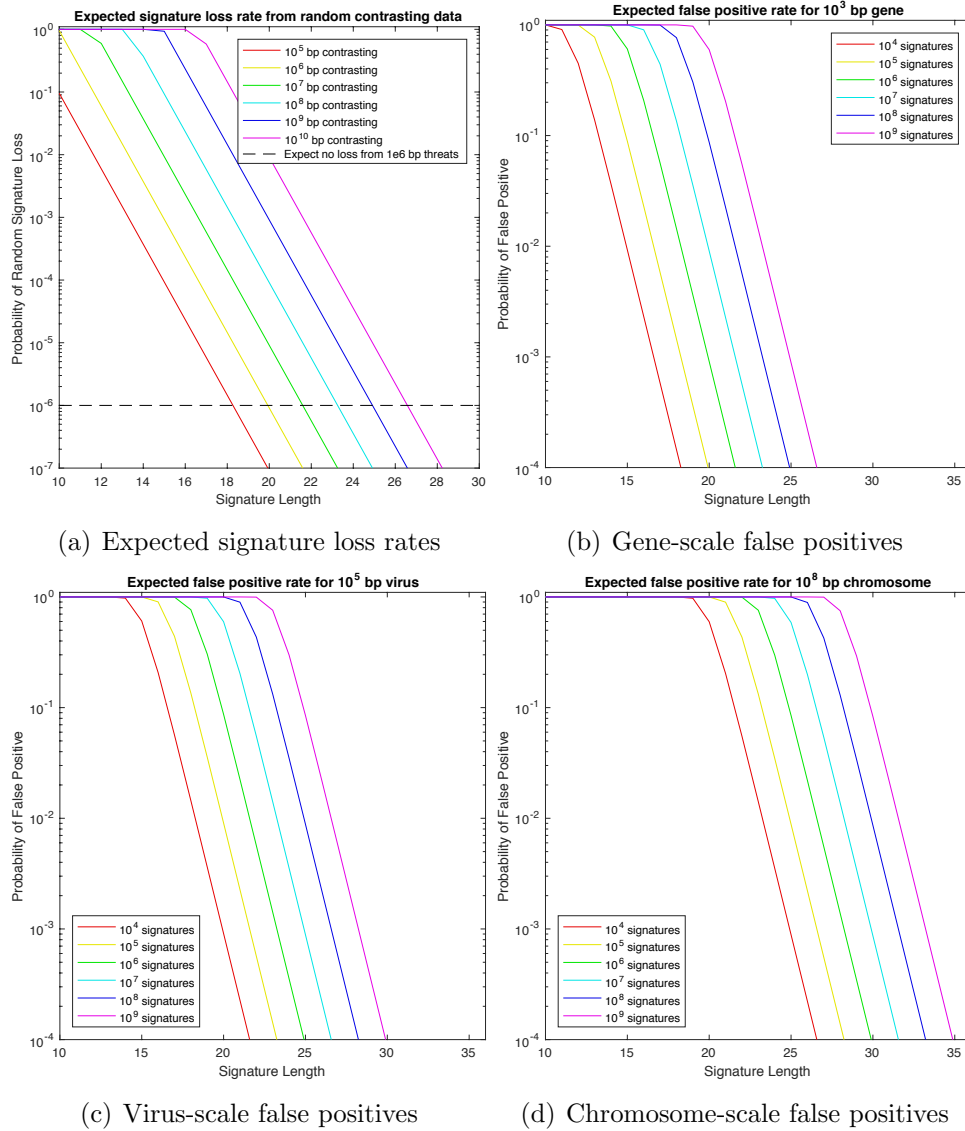 Expected signature loss rate from random contrasting data
10^0
10^-1
10^-2
10^-3
10^-4
10^-5
10^-6
10^-7
Probability of Random Signature Loss
10^5 bp contrasting
10^6 bp contrasting
10^7 bp contrasting
10^8 bp contrasting
10^9 bp contrasting
10^10 bp contrasting
Expect no loss from 1e6 bp threats
10 12 14 16 18 20 22 24 26 28 30
Signature Length
(a) Expected signature loss rates
Expected false positive rate for 10^3 bp gene
10^0
10^-1
10^-2
10^-3
10^-4
Probability of False Positive
10^4 signatures
10^5 signatures
10^6 signatures
10^7 signatures
10^8 signatures
10^9 signatures
10 15 20 25 30 35
Signature Length
(b) Gene-scale false positives
Expected false positive rate for 10^5 bp virus
10^0
10^-1
10^-2
10^-3
10^-4
Probability of False Positive
10^4 signatures
10^5 signatures
10^6 signatures
10^7 signatures
10^8 signatures
10^9 signatures
10 15 20 25 30 35
Signature Length
(c) Virus-scale false positives
Expected false positive rate for 10^8 bp chromosome
10^0
10^-1
10^-2
10^-3
10^-4
Probability of False Positive
10^4 signatures
10^5 signatures
10^6 signatures
10^7 signatures
10^8 signatures
10^9 signatures
10 15 20 25 30 35
Signature Length
(d) Chromosome-scale false positives